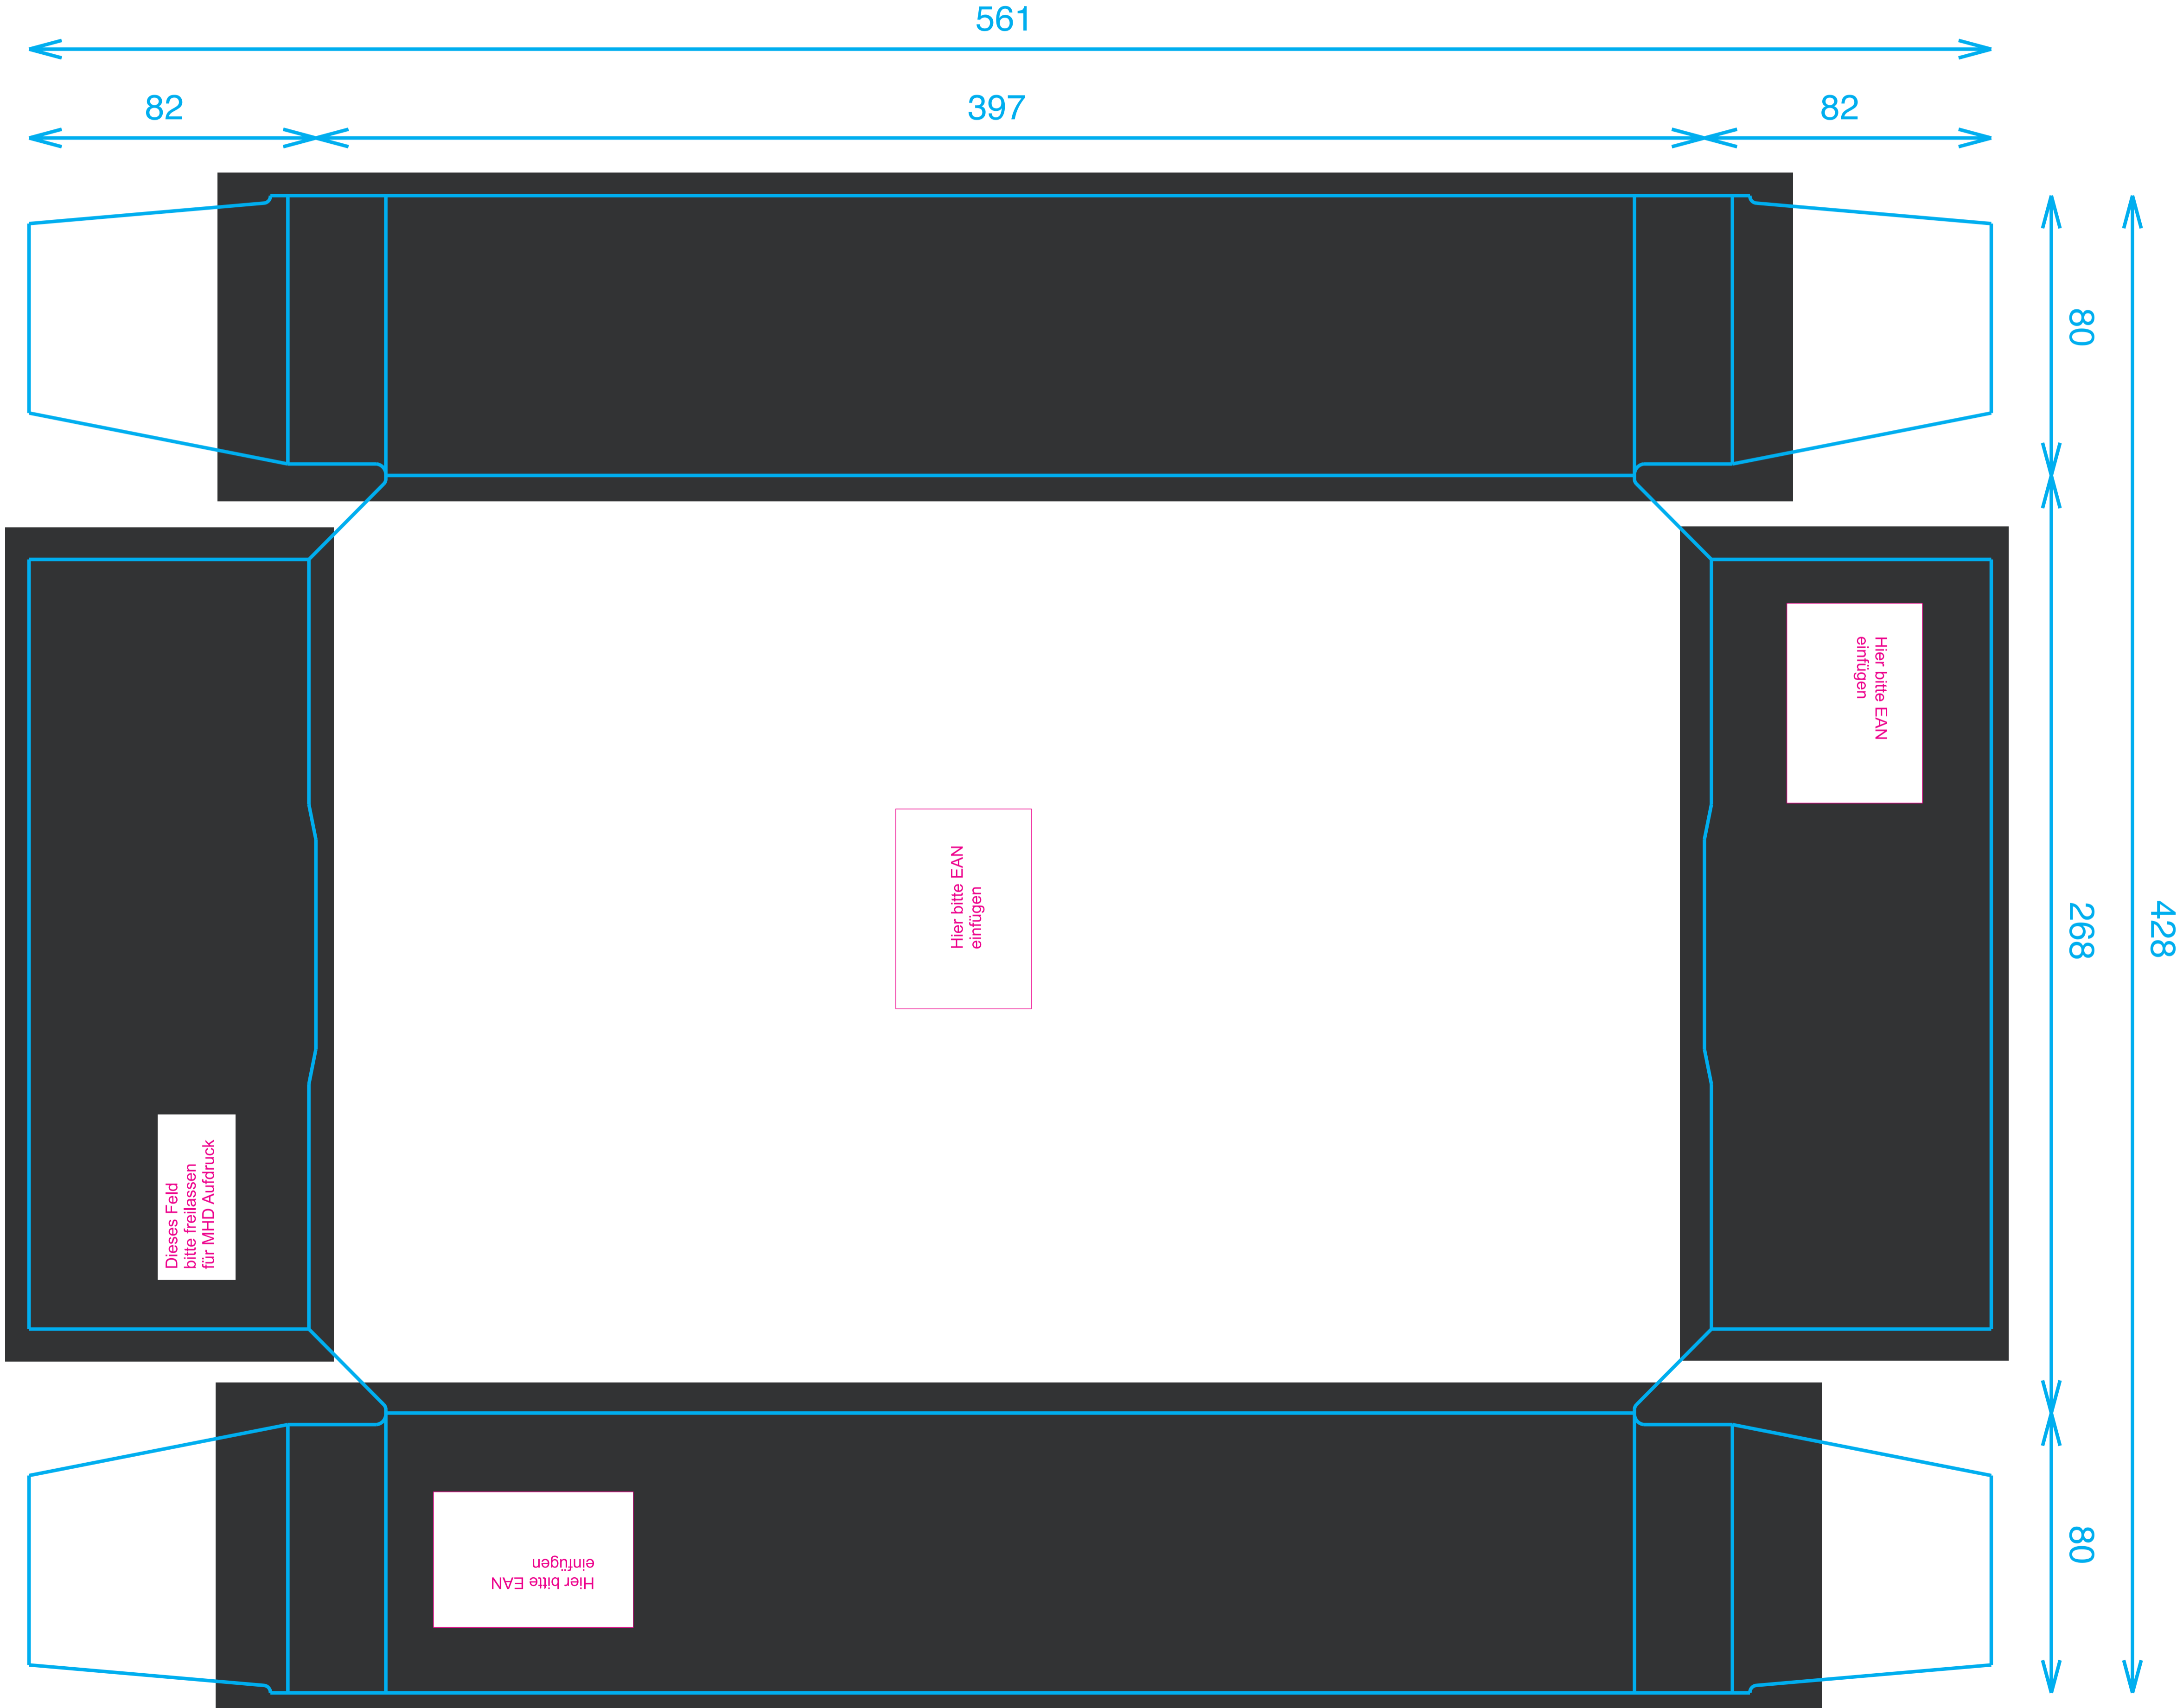 561
82
397
82
80
Hier bitte EAN
einfügen
Hier bitte EAN
einfügen
268
428
Dieses Feld
bitte freilassen
für MHD Aufdruck
Hier bitte EAN
einfügen
80